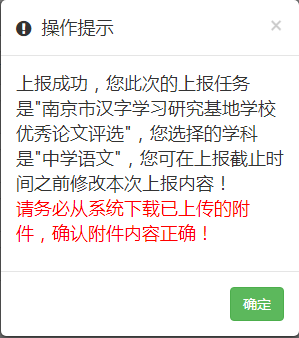 操作提示
×
上报成功，您此次的上报任务
是"南京市汉字学习研究基地学校
优秀论文评选"，您选择的学科
是"中学语文"，您可在上报截止时
间之前修改本次上报内容！
请务必从系统下载已上传的附
件，确认附件内容正确！
确定